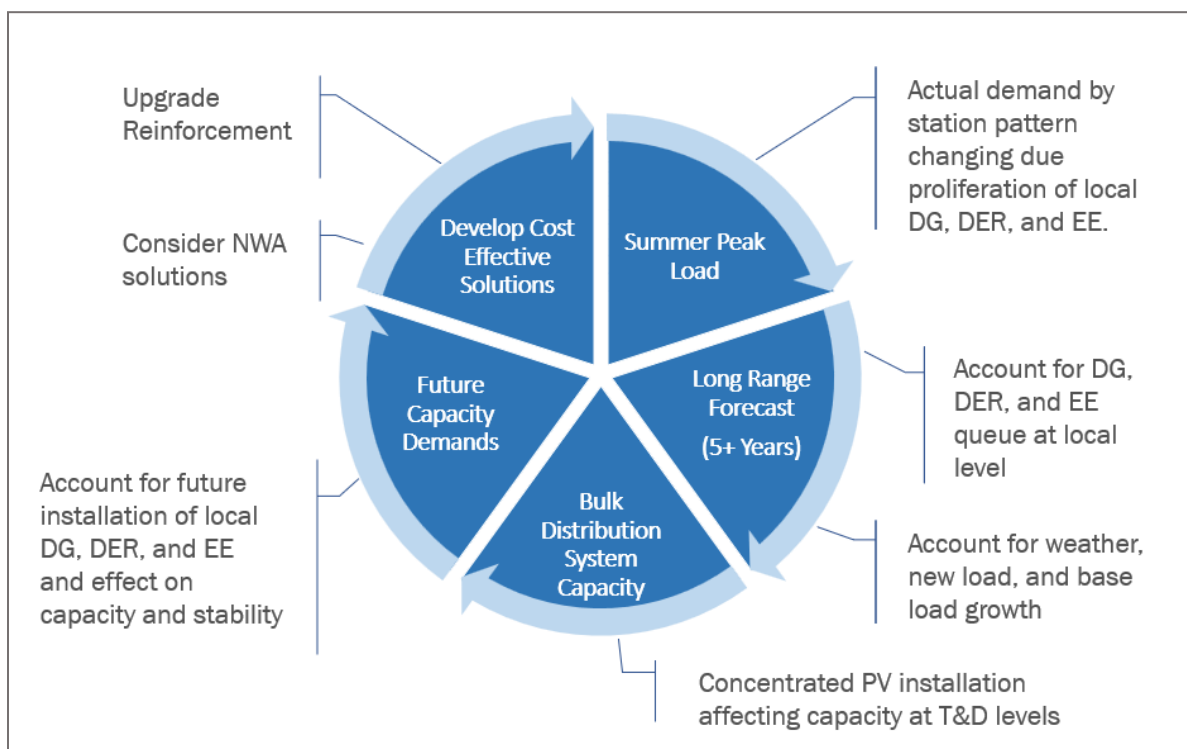 Upgrade
Reinforcement
Consider NWA
solutions
Develop Cost
Effective
Solutions
Summer Peak
Load
Actual demand by
station pattern
changing due
proliferation of local
DG, DER, and EE.
Long Range
Forecast
(5+ Years)
Account for DG,
DER, and EE
queue at local
level
Account for weather,
new load, and base
load growth
Bulk
Distribution
System
Capacity
Concentrated PV installation
affecting capacity at T&D levels
Future
Capacity
Demands
Account for future
installation of local
DG, DER, and EE
and effect on
capacity and stability